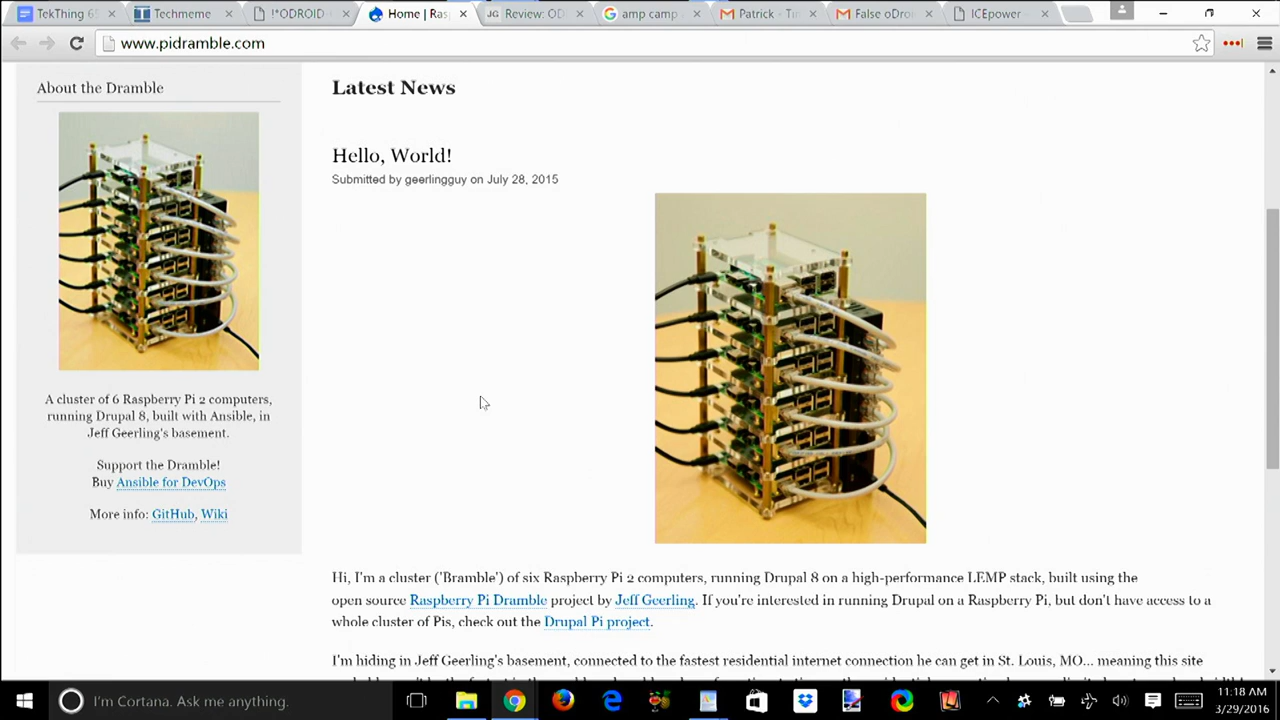 TekThing 6
Techmeme
!*ODROID
Home | Ras
Review: OD
amp camp
Patrick - Ti
False oDro
ICEpower
www.pidramble.com
About the Dramble
A cluster of 6 Raspberry Pi 2 computers,
running Drupal 8, built with Ansible, in
Jeff Geerling's basement.
Support the Dramble!
Buy Ansible for DevOps
More info: GitHub, Wiki
Latest News
Hello, World!
Submitted by geerlingguy on July 28, 2015
Hi, I'm a cluster ('Bramble') of six Raspberry Pi 2 computers, running Drupal 8 on a high-performance LEMP stack, built using the
open source Raspberry Pi Dramble project by Jeff Geerling. If you're interested in running Drupal on a Raspberry Pi, but don't have access to a
whole cluster of Pis, check out the Drupal Pi project.
I'm hiding in Jeff Geerling's basement, connected to the fastest residential internet connection he can get in St. Louis, MO... meaning this site
I'm Cortana. Ask me anything.
11:18 AM
3/29/2016